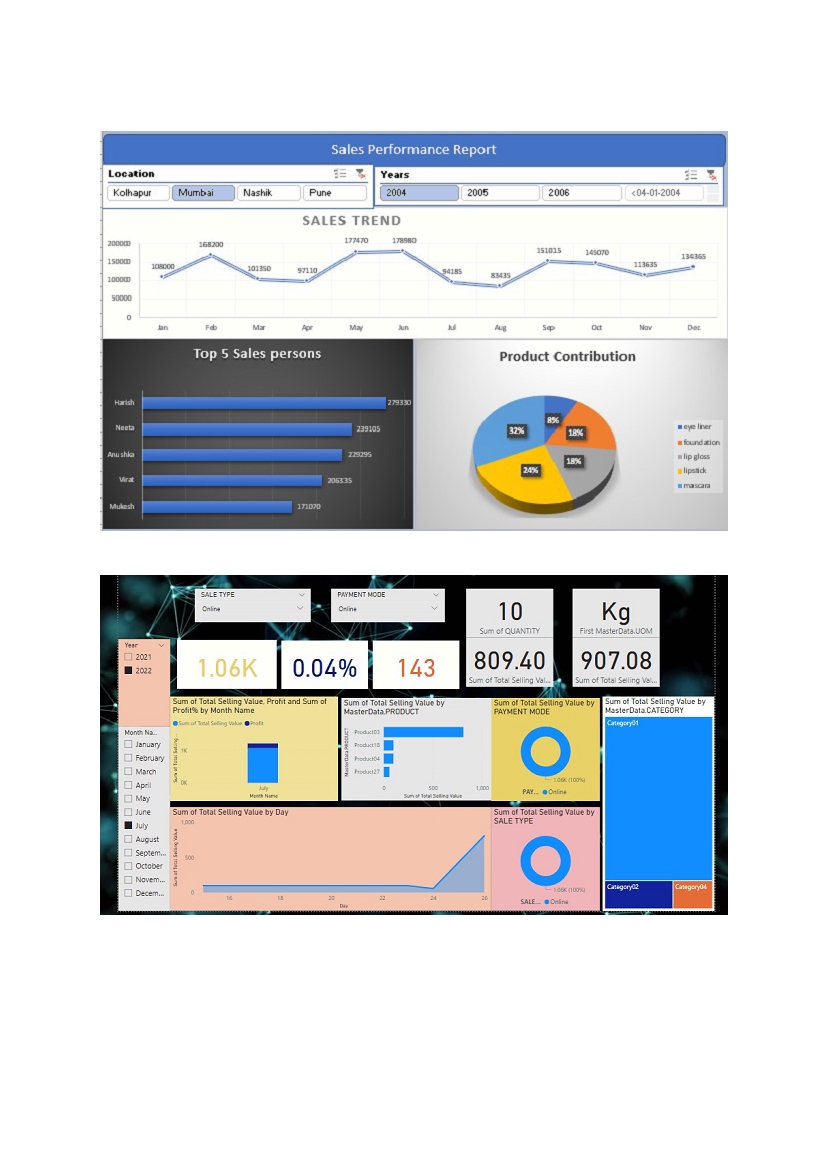 Sales Performance Report
Location
Kolhapur Mumbai Nashik Pune
Years
2004 2005 2006 <04-01-2004
SALES TREND
200000
150000
100000
50000
0
108000 168200 101350 97110 177470 178980 94185 83435 151015 145070 113635 134365
Jan Feb Mar Apr May Jun Jul Aug Sep Oct Nov Dec
Top 5 Sales persons
Harish 279330
Neeta 239105
Anushka 229295
Virat 206335
Mukesh 171070
Product Contribution
8%
18%
18%
24%
32%
eye liner
foundation
lip gloss
lipstick
mascara
SALE TYPE
Online
PAYMENT MODE
Online
10
Sum of QUANTITY
Kg
First MasterData.UOM
809.40
Sum of Total Selling Val...
907.08
Sum of Total Selling Va...
Year
2021
2022
1.06K
0.04%
143
Month Na...
January
February
March
April
May
June
July
August
Septem...
October
Novem...
Decem...
Sum of Total Selling Value, Profit and Sum of
Profit% by Month Name
Sum of Total Selling Value Profit
Sum of Total Selling ...
1K
0K
July
Month Name
Sum of Total Selling Value by
MasterData.PRODUCT
MasterData.PRODUCT
Product03
Product18
Product04
Product27
0 500 1,000
Sum of Total Selling Value
Sum of Total Selling Value by
PAYMENT MODE
1.06K (100%)
PAY... Online
Sum of Total Selling Value by
MasterData.CATEGORY
Category01
Category02
Category04
Sum of Total Selling Value by Day
Sum of Total Selling Value
1,000
500
0
16 18 20 22 24 26
Day
Sum of Total Selling Value by
SALE TYPE
1.06K (100%)
SALE... Online